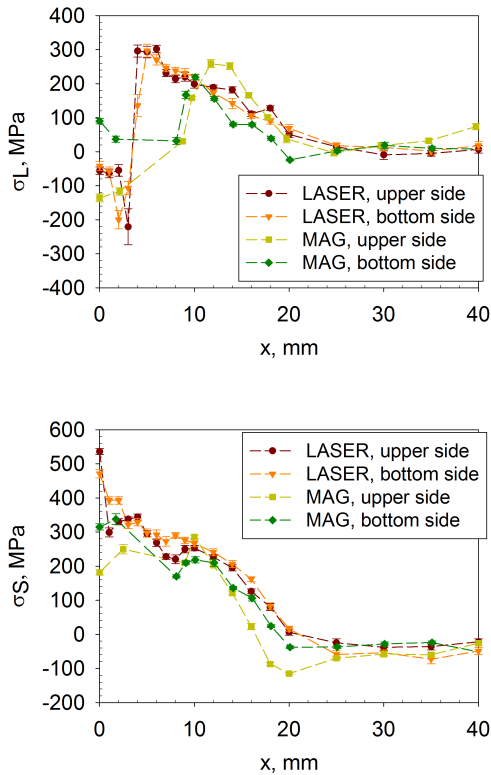 400
300
200
100
0
-100
-200
-300
-400
σL, MPa
LASER, upper side
LASER, bottom side
MAG, upper side
MAG, bottom side
0 10 20 30 40
x, mm
600
500
400
300
200
100
0
-100
-200
σS, MPa
LASER, upper side
LASER, bottom side
MAG, upper side
MAG, bottom side
0 10 20 30 40
x, mm